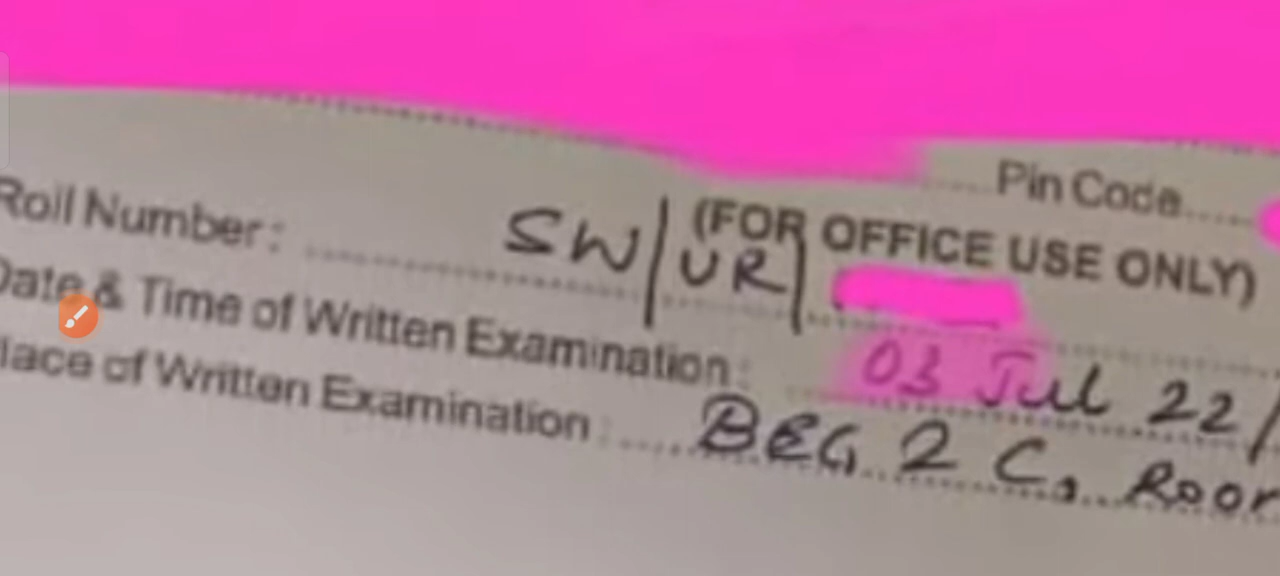 Pin Code......
(FOR OFFICE USE ONLY)
Roll Number: SW/UR/
Date & Time of Written Examination: 03 Jul 22/
lace of Written Examination: BEG 2 C, Roor